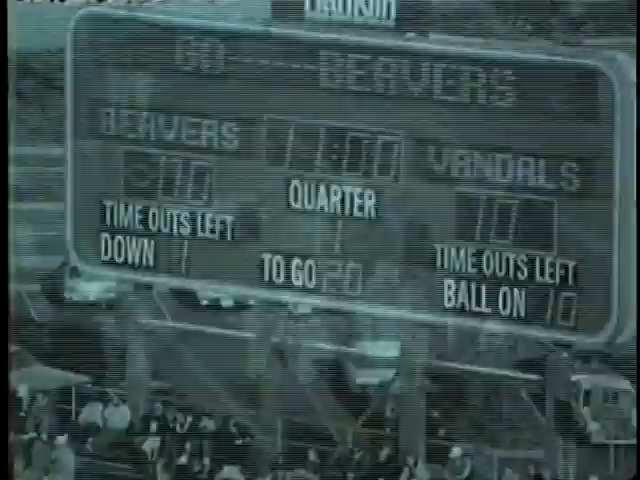 GO------BEAVERS
BEAVERS 11:00 VANDALS
QUARTER 10
TIME OUTS LEFT 1
DOWN 1 TO GO 20 TIME OUTS LEFT
BALL ON 10